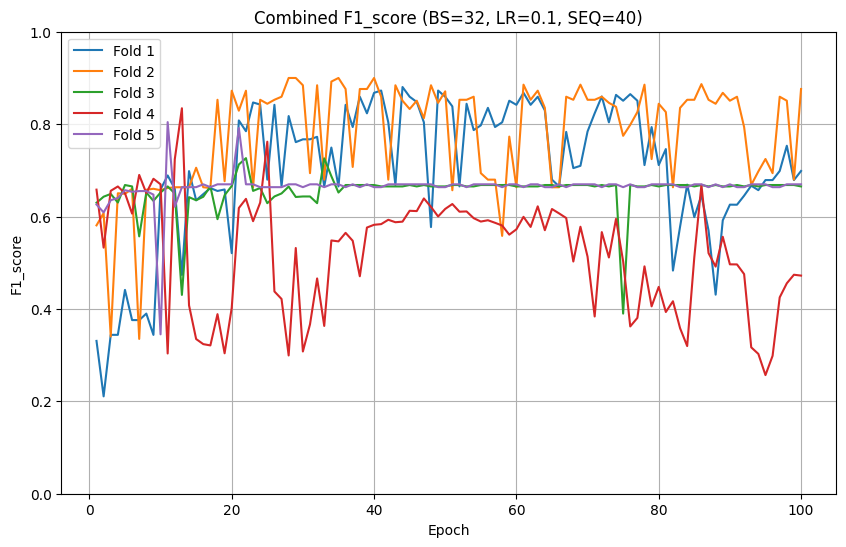 Combined F1_score (BS=32, LR=0.1, SEQ=40)
Fold 1
Fold 2
Fold 3
Fold 4
Fold 5
F1_score
1.0
0.8
0.6
0.4
0.2
0.0
0 20 40 60 80 100
Epoch